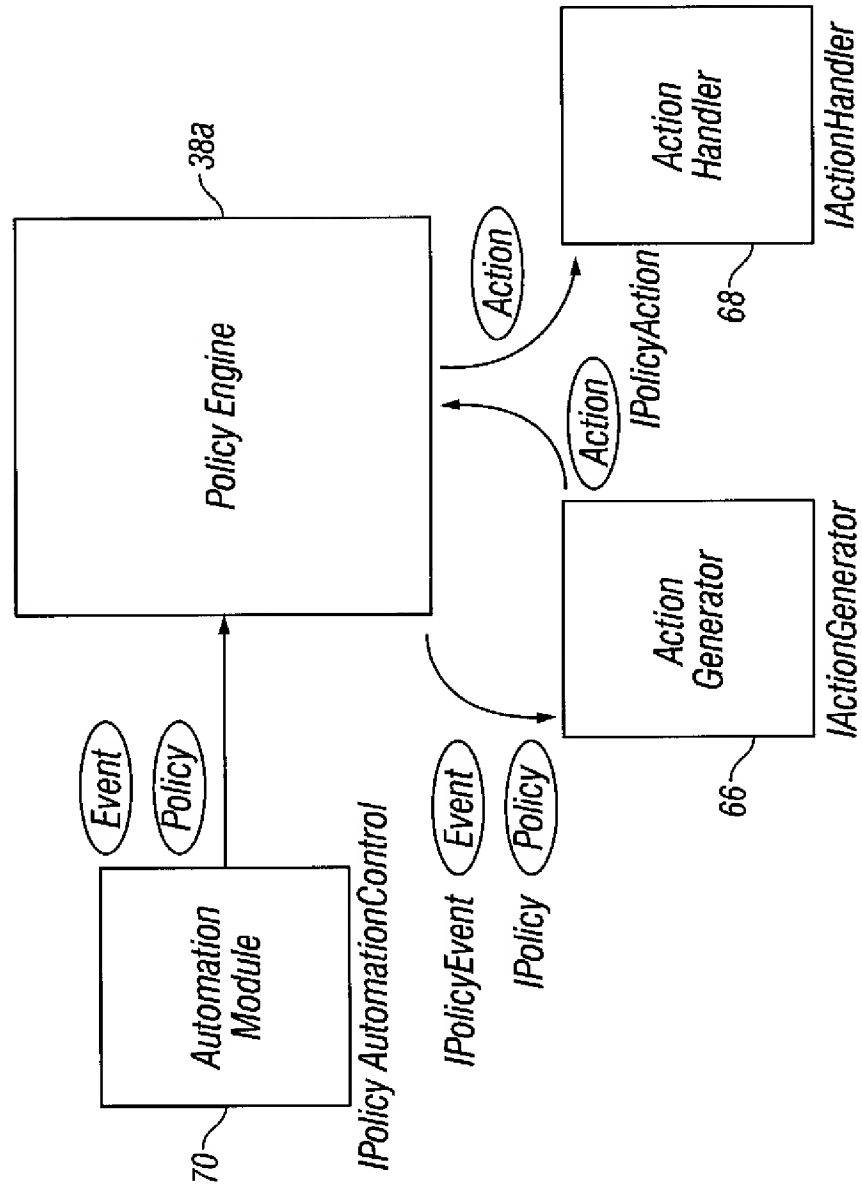 70
Automation
Module
IPolicy AutomationControl
Event
Policy
Policy Engine
38a
IPolicyEvent
Event
IPolicy
Policy
66
Action
Generator
IActionGenerator
Action
Action
IPolicyAction
68
Action
Handler
IActionHandler